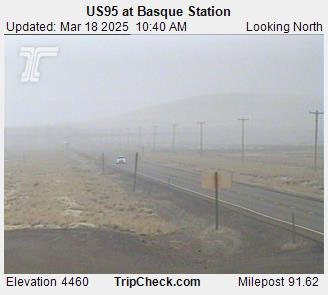 US95 at Basque Station
Updated: Mar 18 2025 10:40 AM Looking North
Elevation 4460 TripCheck.com Milepost 91.62